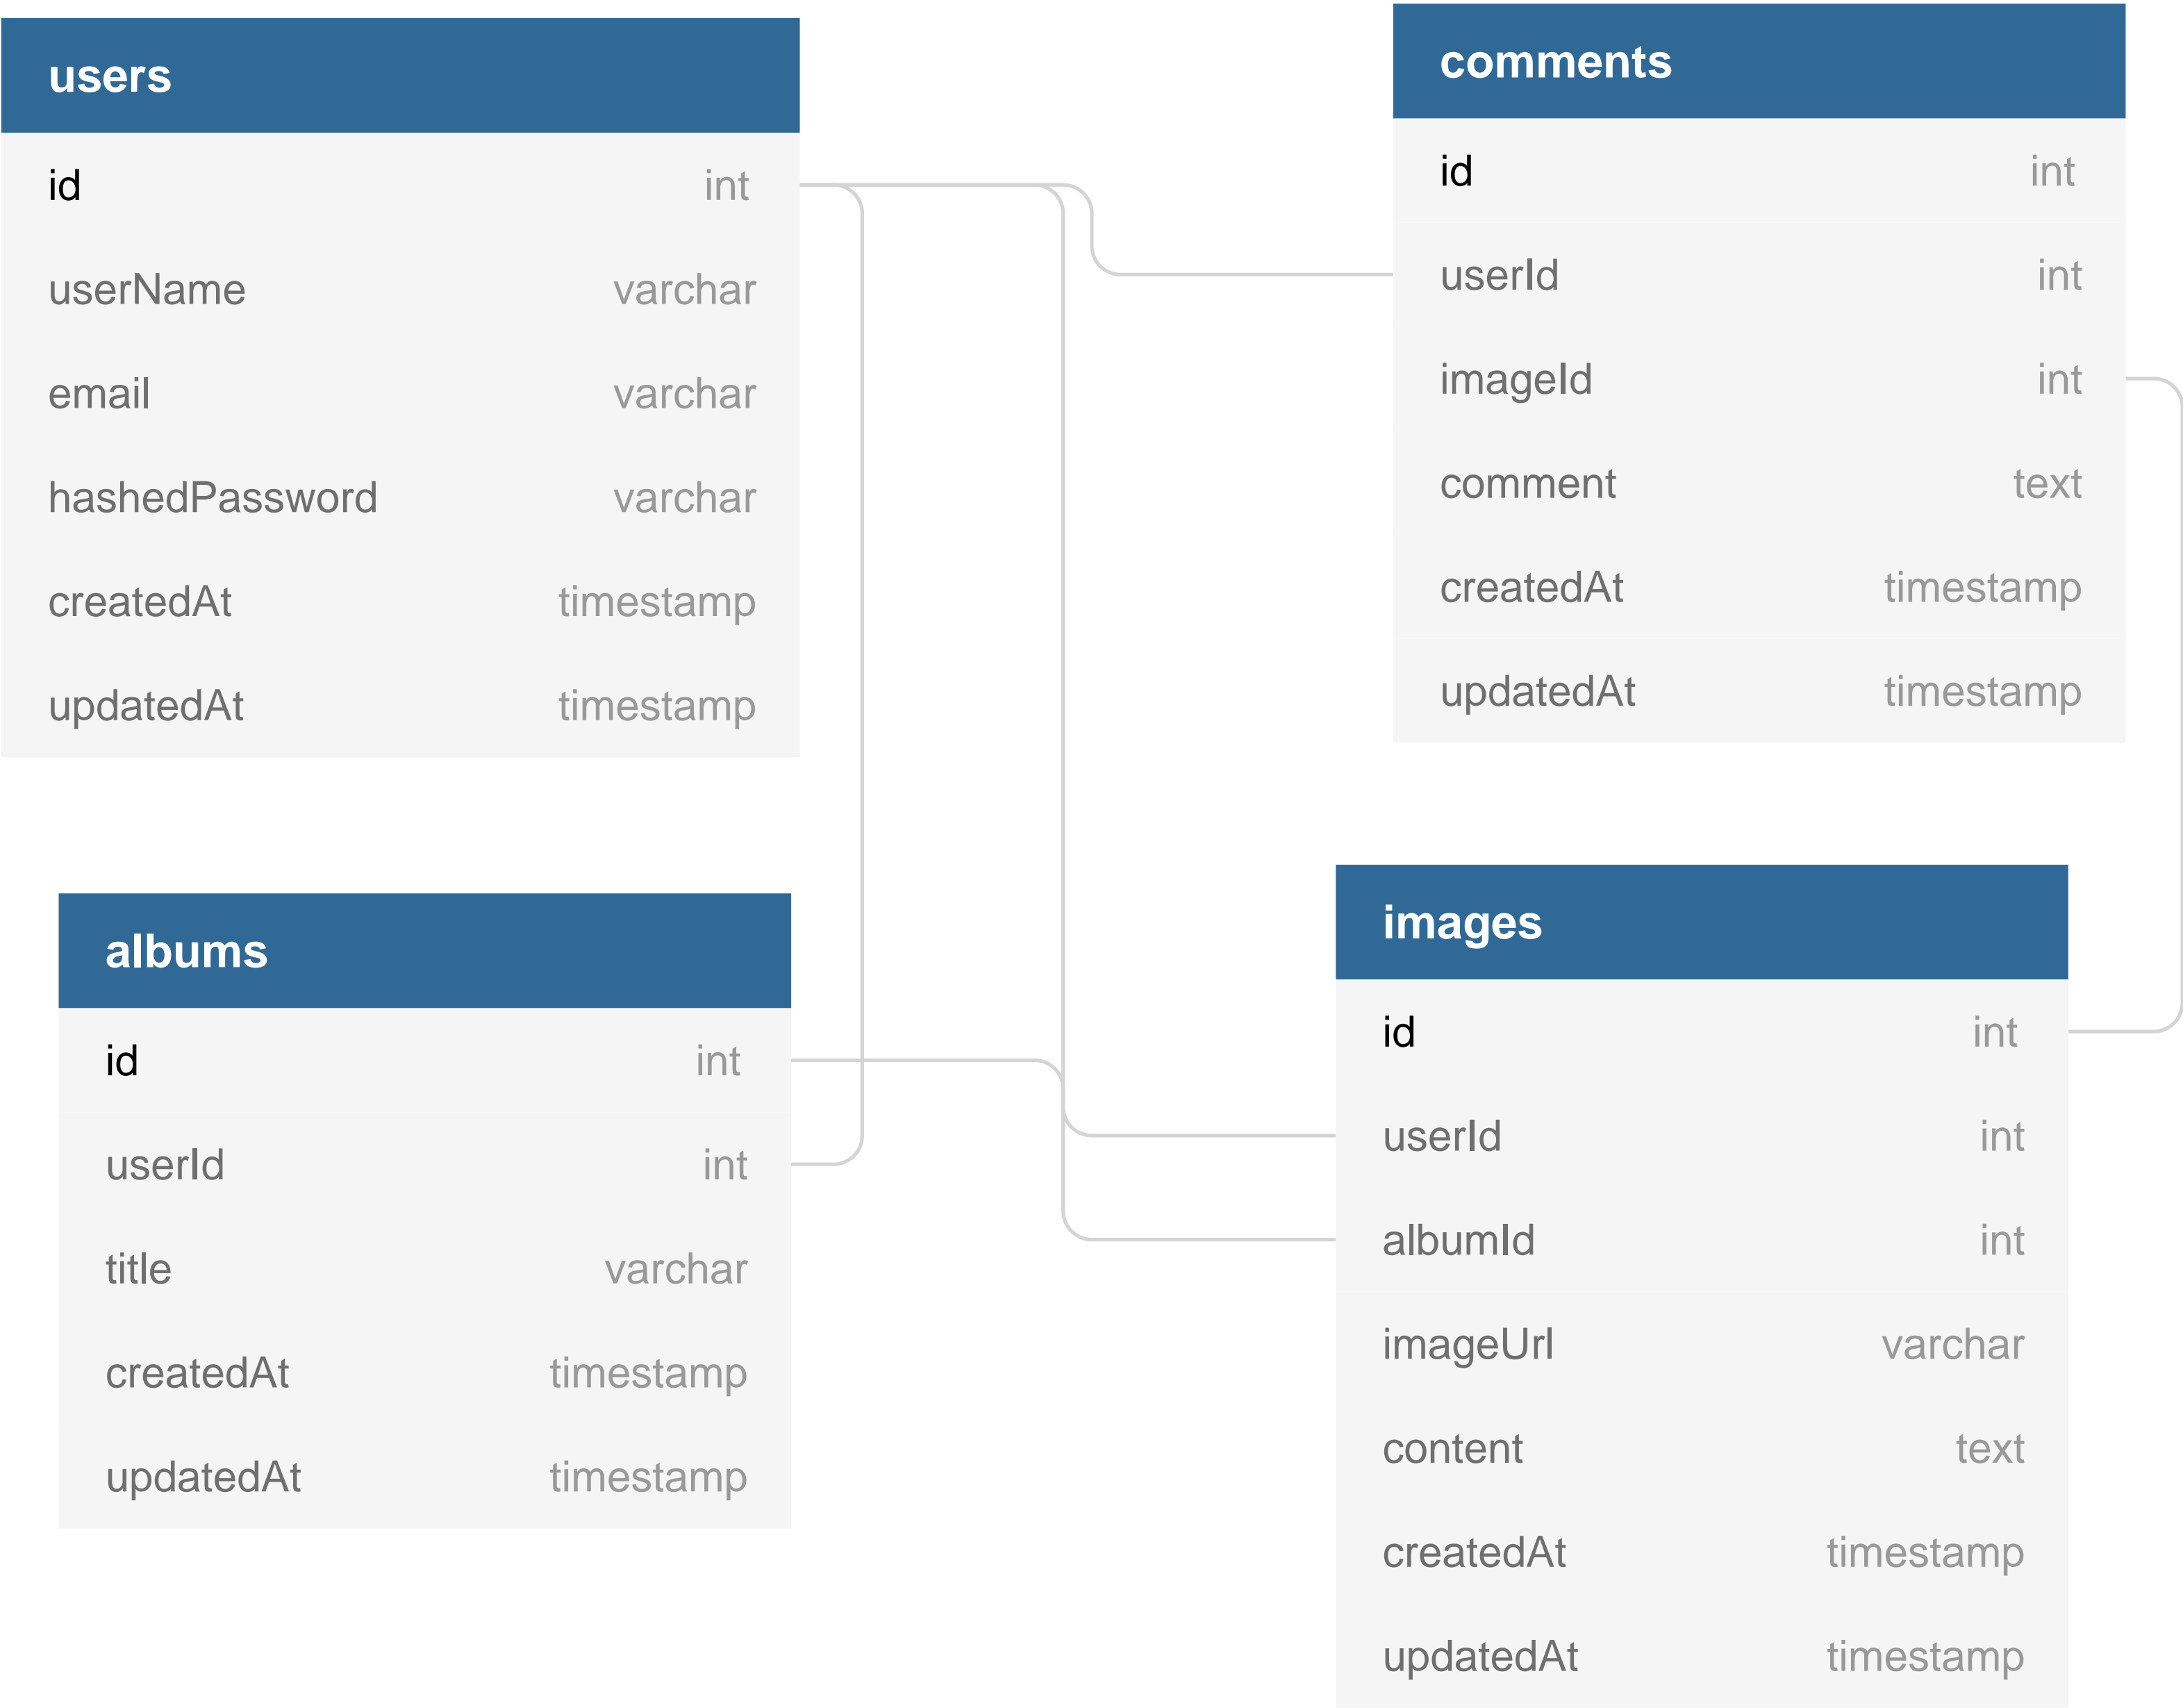 users
id int
userName varchar
email varchar
hashedPassword varchar
createdAt timestamp
updatedAt timestamp
comments
id int
userId int
imageId int
comment text
createdAt timestamp
updatedAt timestamp
albums
id int
userId int
title varchar
createdAt timestamp
updatedAt timestamp
images
id int
userId int
albumId int
imageUrl varchar
content text
createdAt timestamp
updatedAt timestamp